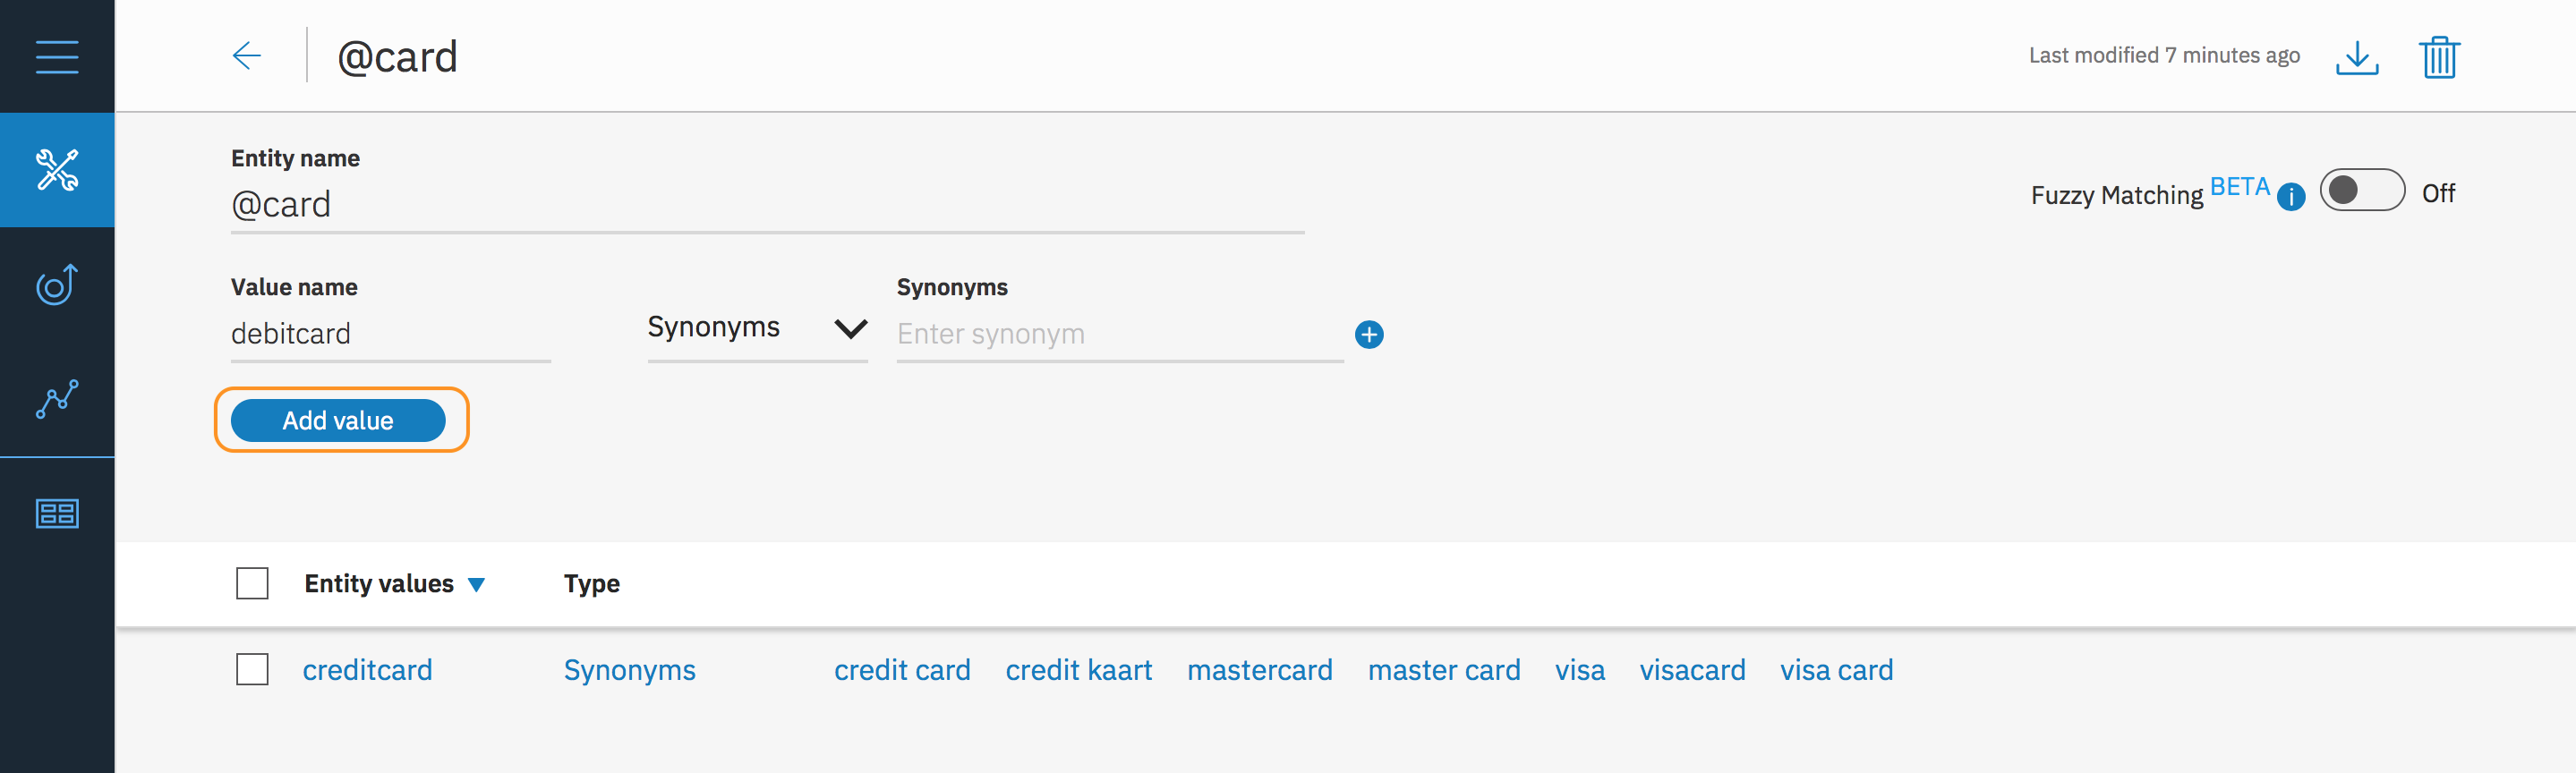 @card
Last modified 7 minutes ago
Entity name
@card
Fuzzy Matching BETA i Off
Value name
debitcard
Synonyms
Synonyms
Enter synonym
Add value
Entity values Type
creditcard Synonyms credit card credit kaart mastercard master card visa visacard visa card